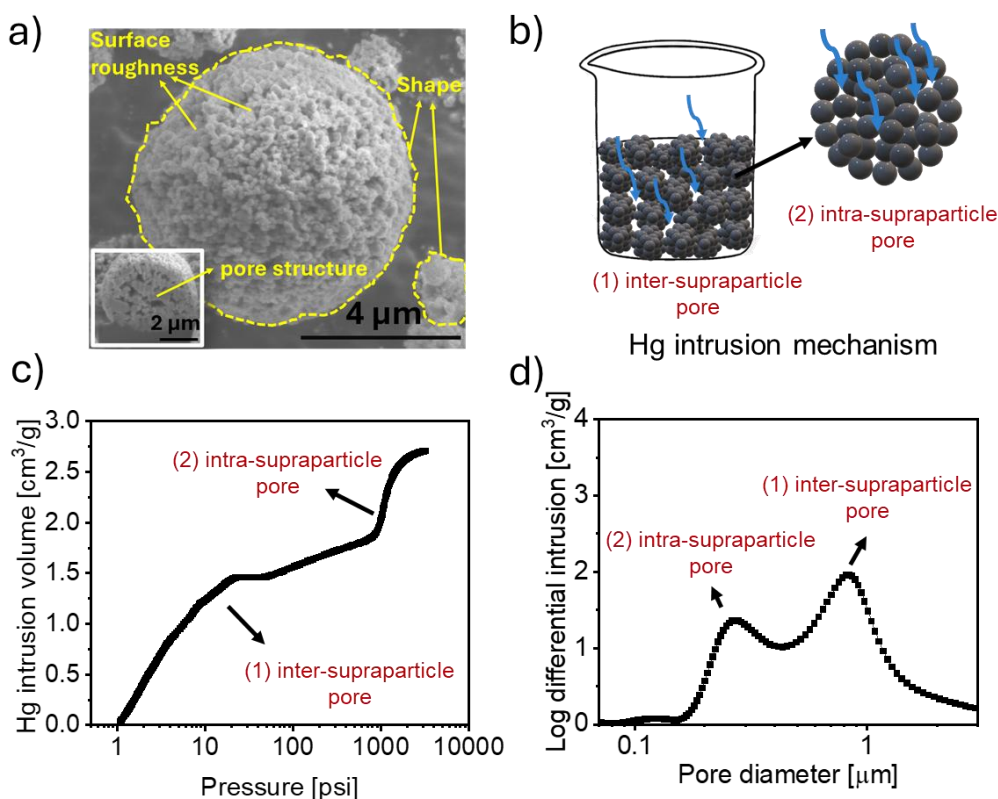 a)
Surface
roughness
Shape
pore structure
2 μm
4 μm
b)
(2) intra-supraparticle
pore
(1) inter-supraparticle
pore
Hg intrusion mechanism
c)
Hg intrusion volume [cm³/g]
3.0
2.5
2.0
1.5
1.0
0.5
0.0
(2) intra-supraparticle
pore
(1) inter-supraparticle
pore
1
10
100
1000
10000
Pressure [psi]
d)
Log differential intrusion [cm³/g]
4
3
2
1
0
(1) inter-supraparticle
pore
(2) intra-supraparticle
pore
0.1
1
Pore diameter [μm]